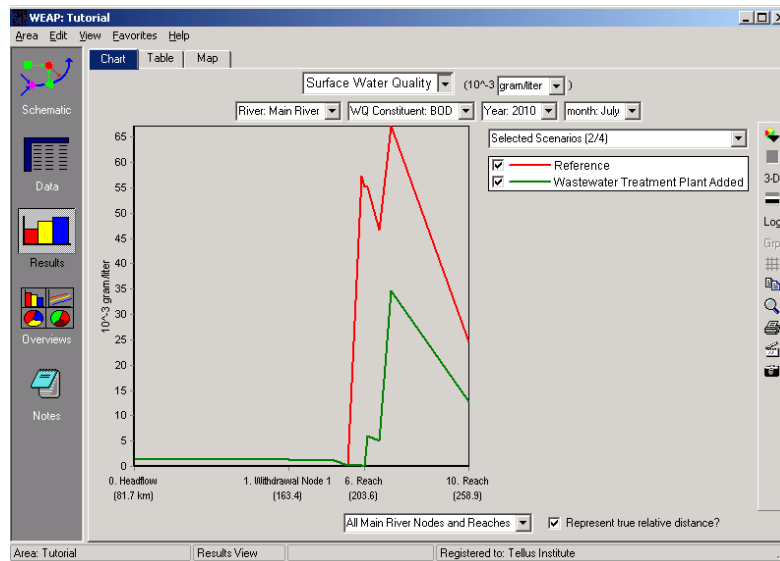 WEAP: Tutorial
Area Edit View Favorites Help
Chart Table Map
Surface Water Quality (10^-3 gram/liter )
River: Main River WQ Constituent: BOD Year: 2010 month: July
Selected Scenarios (2/4)
Reference
Wastewater Treatment Plant Added
Schematic
Data
Results
Overviews
Notes
10^-3 gram/liter
65
60
55
50
45
40
35
30
25
20
15
10
5
0
0. Headflow 1. Withdrawal Node 1 6. Reach 10. Reach
(81.7 km) (163.4) (203.6) (258.9)
3-D
Log
Grp
All Main River Nodes and Reaches Represent true relative distance?
Area: Tutorial Results View Registered to: Tellus Institute